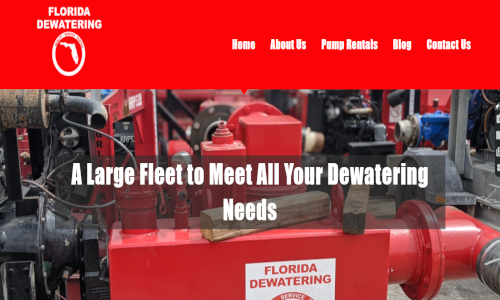 FLORIDA
DEWATERING
Home About Us Pump Rentals Blog Contact Us
A Large Fleet to Meet All Your Dewatering
Needs
FLORIDA
DEWATERING
SERVICE